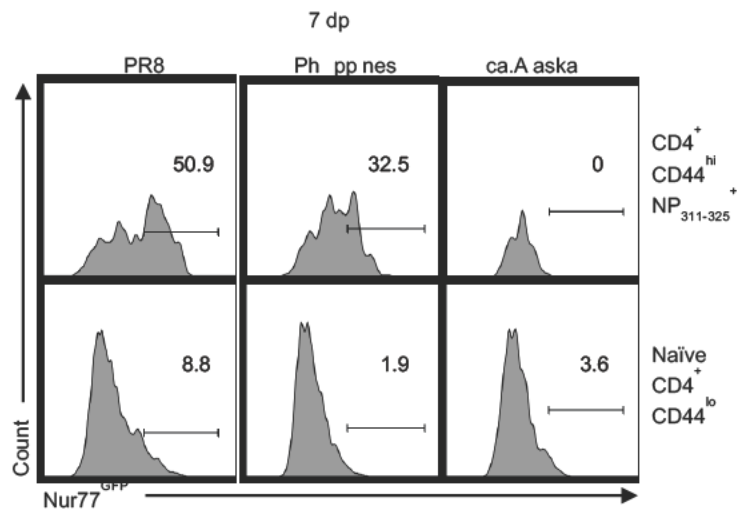 7 dp
PR8
Ph pp nes
ca.A aska
50.9
32.5
0
CD4+
CD44hi
NP311-325+
8.8
1.9
3.6
Naïve
CD4+
CD44lo
Count
Nur77GFP